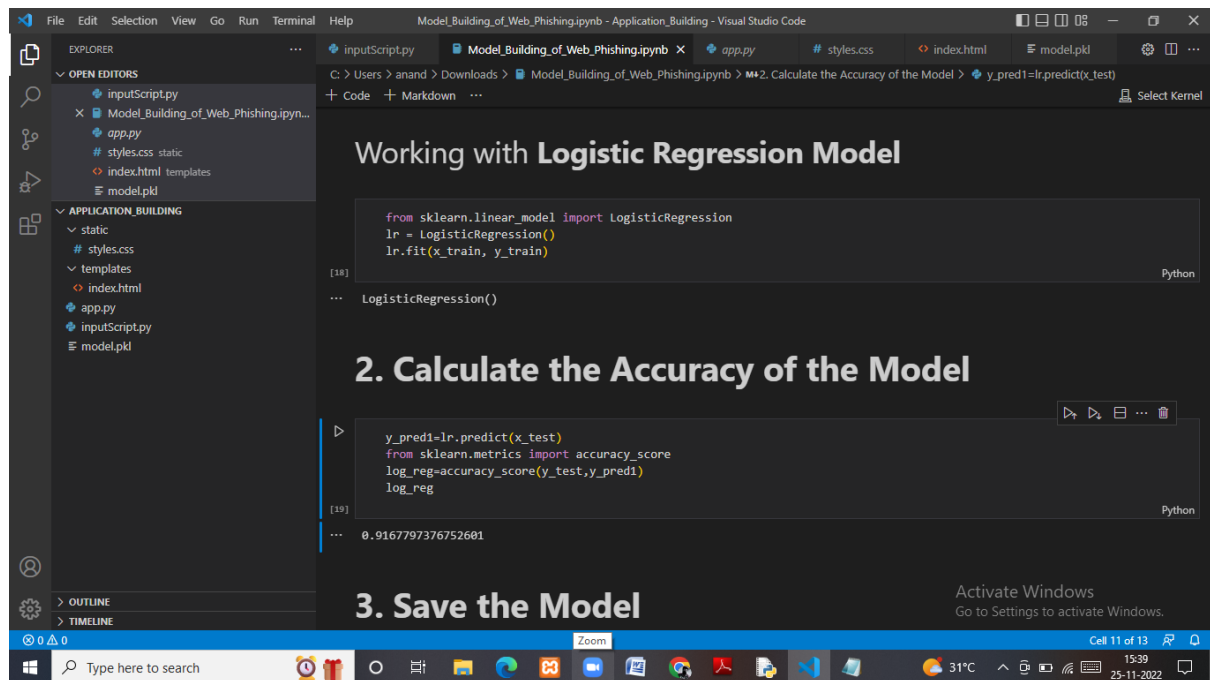 File Edit Selection View Go Run Terminal Help Model_Building_of_Web_Phishing.ipynb - Application_Building - Visual Studio Code
EXPLORER
inputScript.py Model_Building_of_Web_Phishing.ipynb app.py styles.css index.html model.pkl
OPEN EDITORS
inputScript.py
Model_Building_of_Web_Phishing.ipyn...
app.py
styles.css static
index.html templates
model.pkl
APPLICATION_BUILDING
static
styles.css
templates
index.html
app.py
inputScript.py
model.pkl
OUTLINE
TIMELINE
C: > Users > anand > Downloads > Model_Building_of_Web_Phishing.ipynb > M↓2. Calculate the Accuracy of the Model > y_pred1=lr.predict(x_test)
+ Code + Markdown ... Select Kernel
Working with Logistic Regression Model
from sklearn.linear_model import LogisticRegression
lr = LogisticRegression()
lr.fit(x_train, y_train)
[18] Python
... LogisticRegression()
2. Calculate the Accuracy of the Model
y_pred1=lr.predict(x_test)
from sklearn.metrics import accuracy_score
log_reg=accuracy_score(y_test,y_pred1)
log_reg
[19] Python
... 0.9167797376752601
3. Save the Model
Activate Windows
Go to Settings to activate Windows.
0 0 Zoom Cell 11 of 13
Type here to search 31°C 15:39
25-11-2022